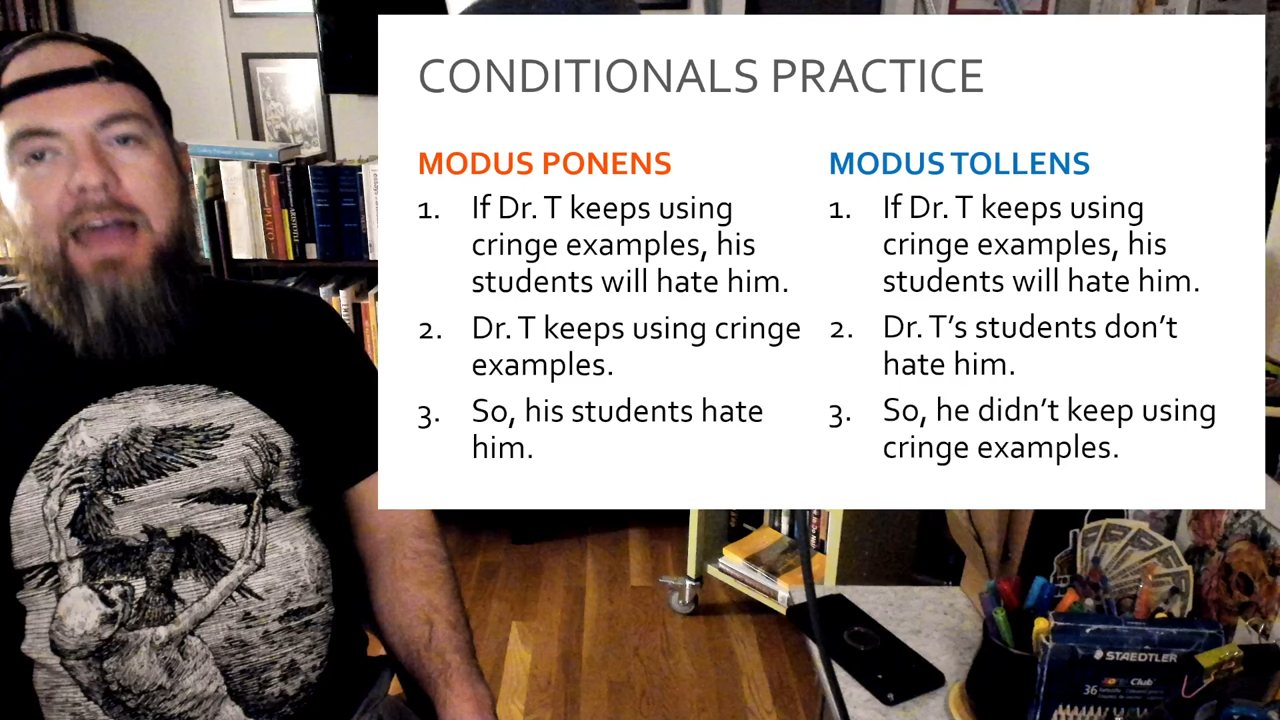 CONDITIONALS PRACTICE
MODUS PONENS
1. If Dr. T keeps using
cringe examples, his
students will hate him.
2. Dr. T keeps using cringe
examples.
3. So, his students hate
him.
MODUS TOLLENS
1. If Dr. T keeps using
cringe examples, his
students will hate him.
2. Dr. T’s students don’t
hate him.
3. So, he didn’t keep using
cringe examples.
PLATO
STAEDTLER
Club
36